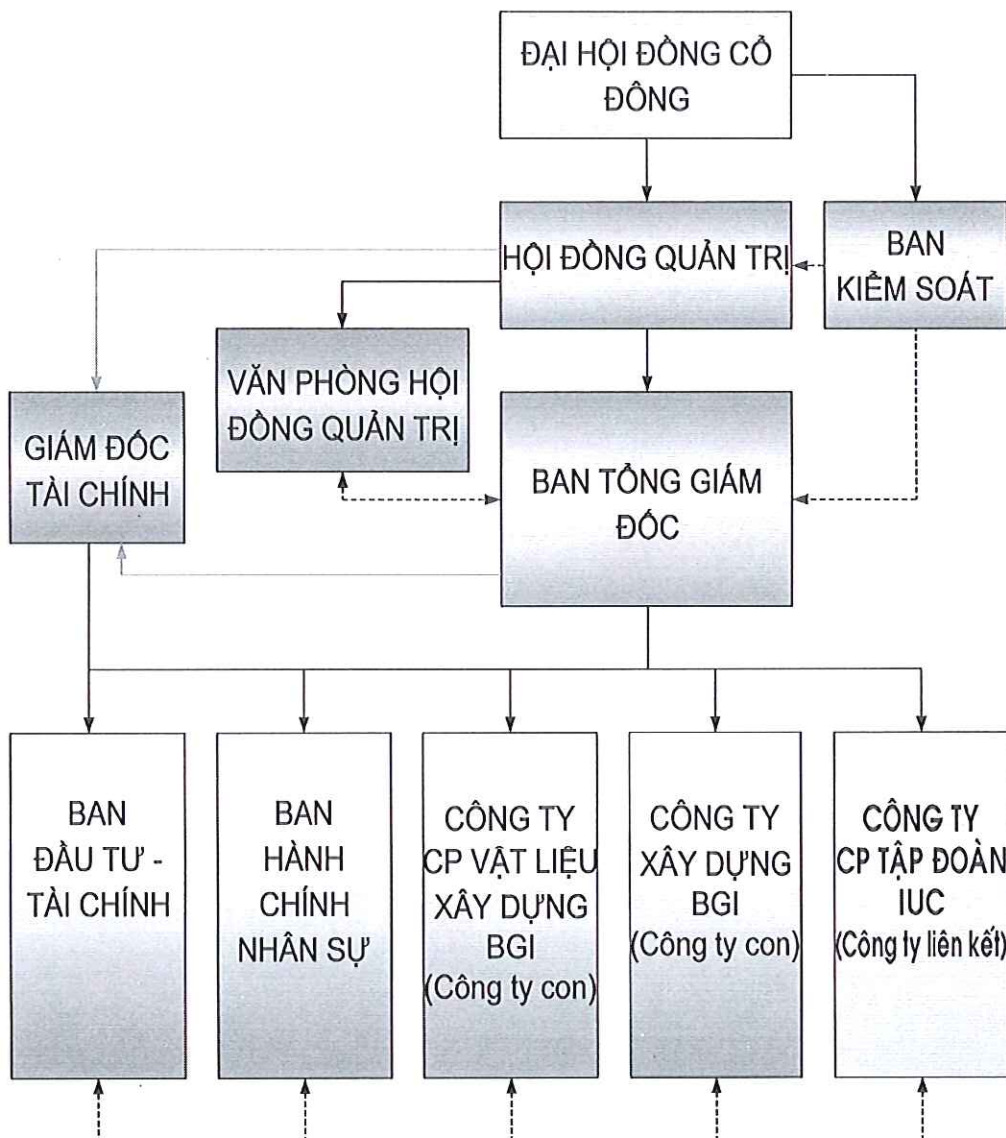 ĐẠI HỘI ĐỒNG CỔ
ĐÔNG
HỘI ĐỒNG QUẢN TRỊ
BAN
KIỂM SOÁT
VĂN PHÒNG HỘI
ĐỒNG QUẢN TRỊ
GIÁM ĐỐC
TÀI CHÍNH
BAN TỔNG GIÁM
ĐỐC
BAN
ĐẦU TƯ -
TÀI CHÍNH
BAN
HÀNH
CHÍNH
NHÂN SỰ
CÔNG TY
CP VẬT LIỆU
XÂY DỰNG
BGI
(Công ty con)
CÔNG TY
XÂY DỰNG
BGI
(Công ty con)
CÔNG TY
CP TẬP ĐOÀN
IUC
(Công ty liên kết)